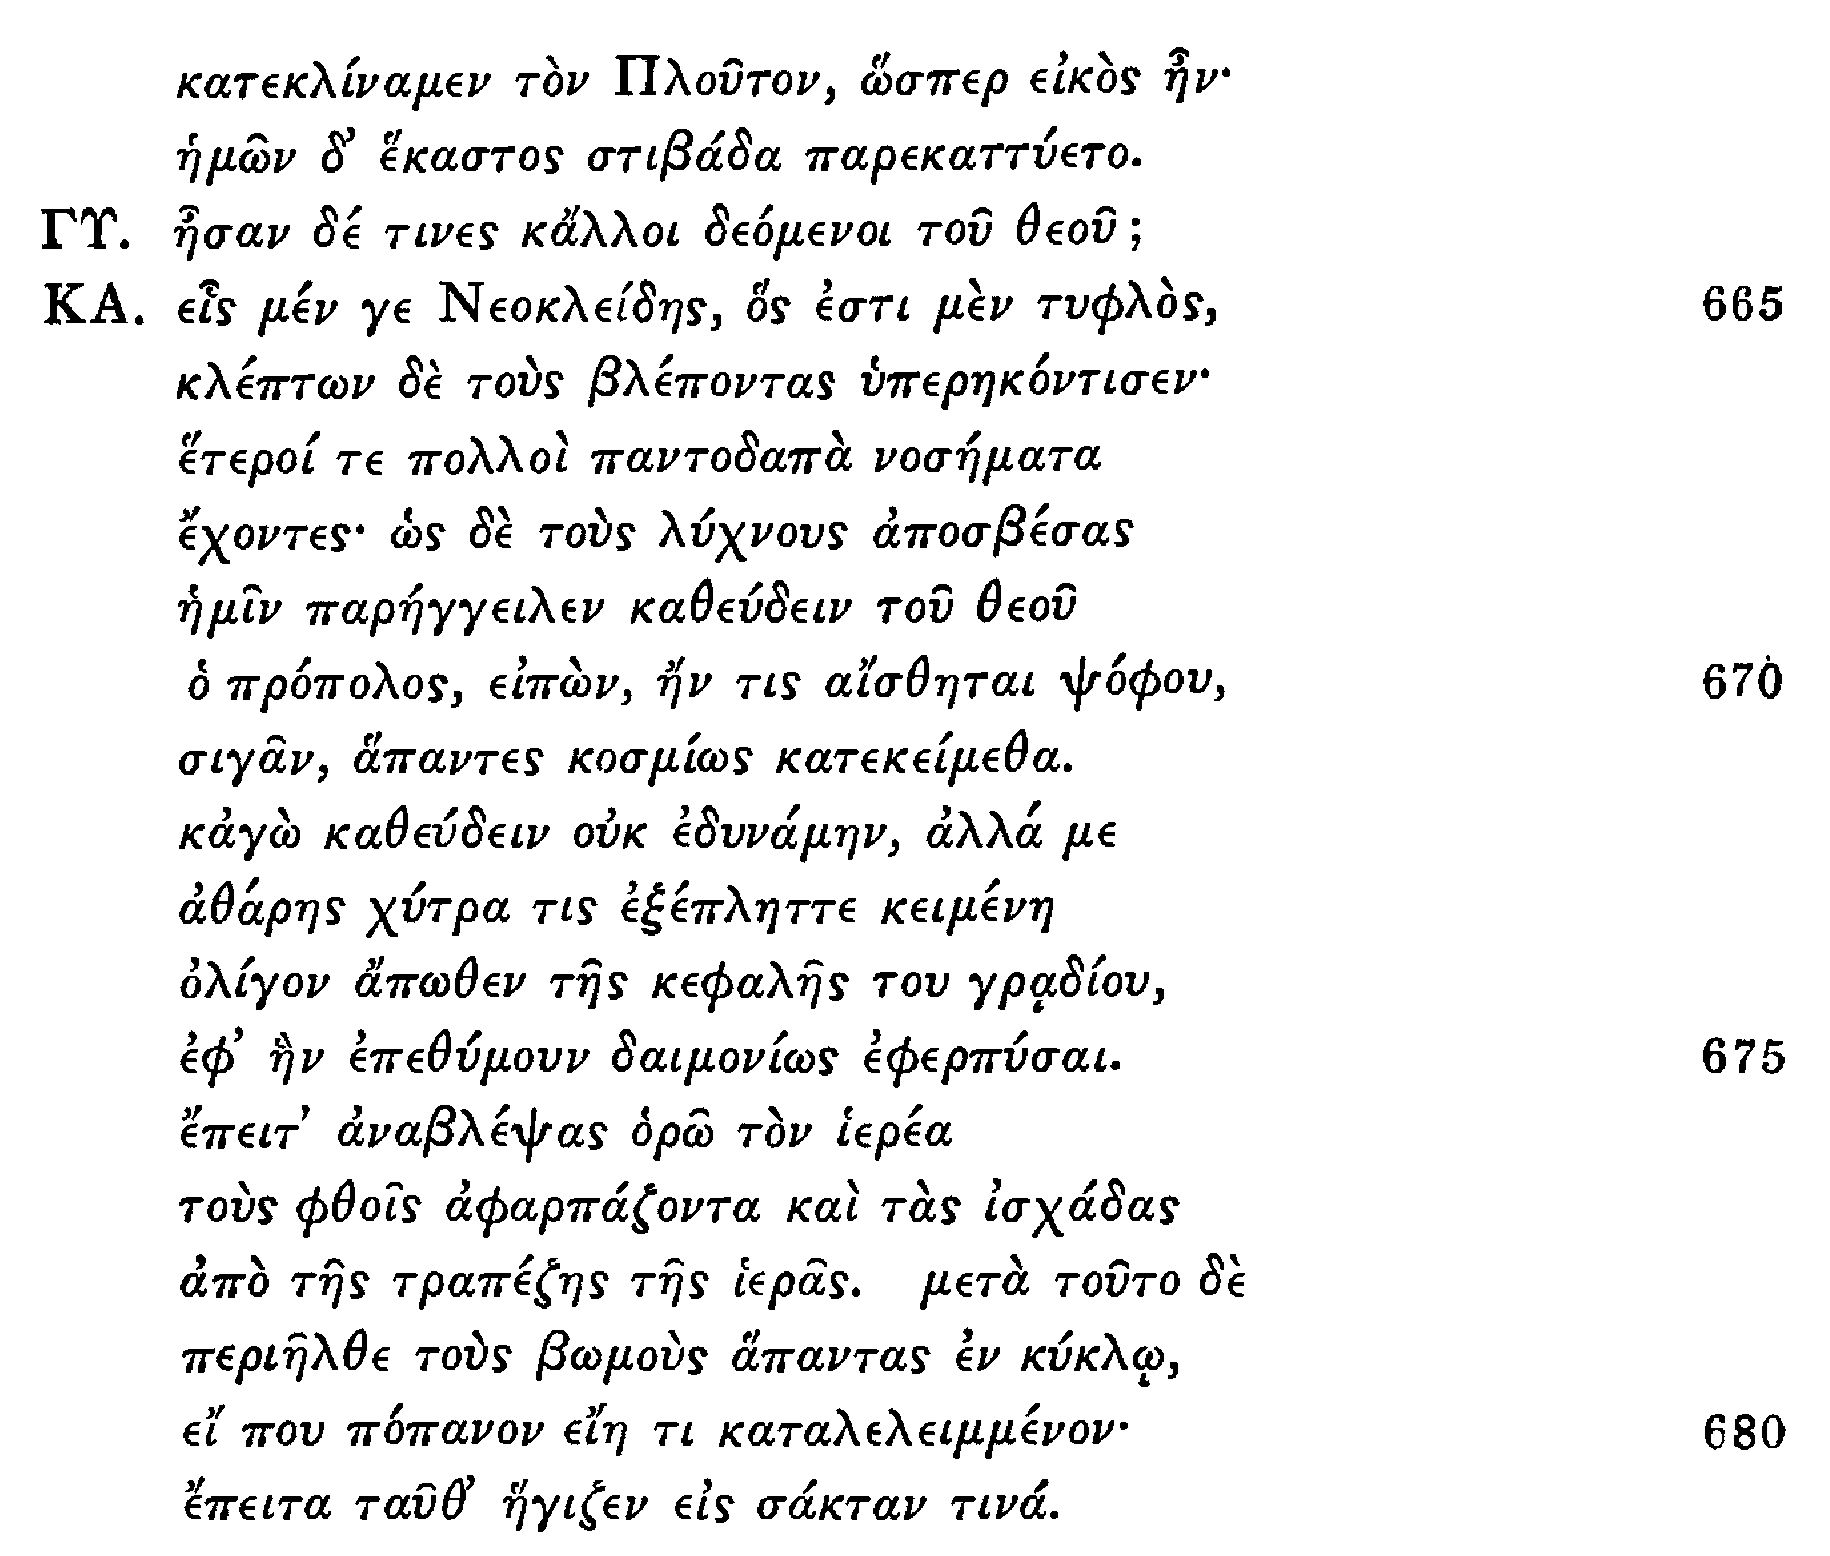 κατεκλίναμεν τὸν Πλοῦτον, ὥσπερ εἰκὸς ἦν·
ἡμῶν δ' ἕκαστος στιβάδα παρεκαττύετο.
ΓΥ. ἦσαν δέ τινες κἄλλοι δεόμενοι τοῦ θεοῦ;
ΚΑ. εἷς μέν γε Νεοκλείδης, ὅς ἐστι μὲν τυφλὸς, 665
κλέπτων δὲ τοὺς βλέποντας ὑπερηκόντισεν·
ἕτεροί τε πολλοὶ παντοδαπὰ νοσήματα
ἔχοντες· ὡς δὲ τοὺς λύχνους ἀποσβέσας
ἡμῖν παρήγγειλεν καθεύδειν τοῦ θεοῦ
ὁ πρόπολος, εἰπὼν, ἤν τις αἴσθηται ψόφου, 670
σιγᾶν, ἅπαντες κοσμίως κατεκείμεθα.
κἀγὼ καθεύδειν οὐκ ἐδυνάμην, ἀλλά με
ἀθάρης χύτρα τις ἐξέπληττε κειμένη
ὀλίγον ἄπωθεν τῆς κεφαλῆς του γρᾳδίου,
ἐφ' ἣν ἐπεθύμουν δαιμονίως ἐφερπύσαι. 675
ἔπειτ' ἀναβλέψας ὁρῶ τὸν ἱερέα
τοὺς φθοῖς ἀφαρπάζοντα καὶ τὰς ἰσχάδας
ἀπὸ τῆς τραπέζης τῆς ἱερᾶς. μετὰ τοῦτο δὲ
περιῆλθε τοὺς βωμοὺς ἅπαντας ἐν κύκλῳ,
εἴ που πόπανον εἴη τι καταλελειμμένον· 680
ἔπειτα ταῦθ' ἥγιζεν εἰς σάκταν τινά.